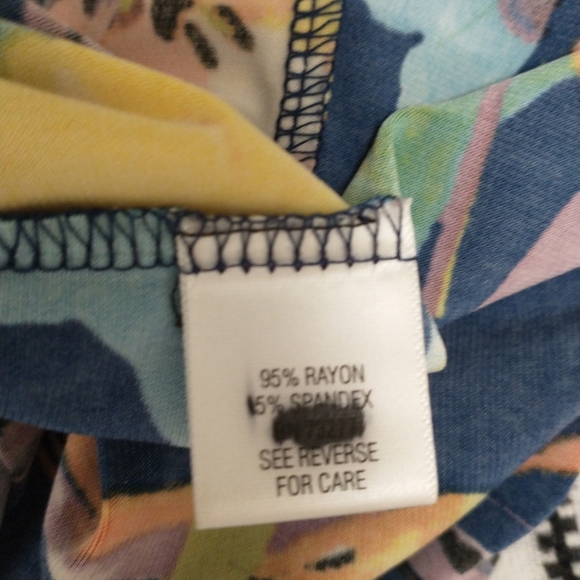 95% RAYON
5% SPANDEX
SEE REVERSE
FOR CARE